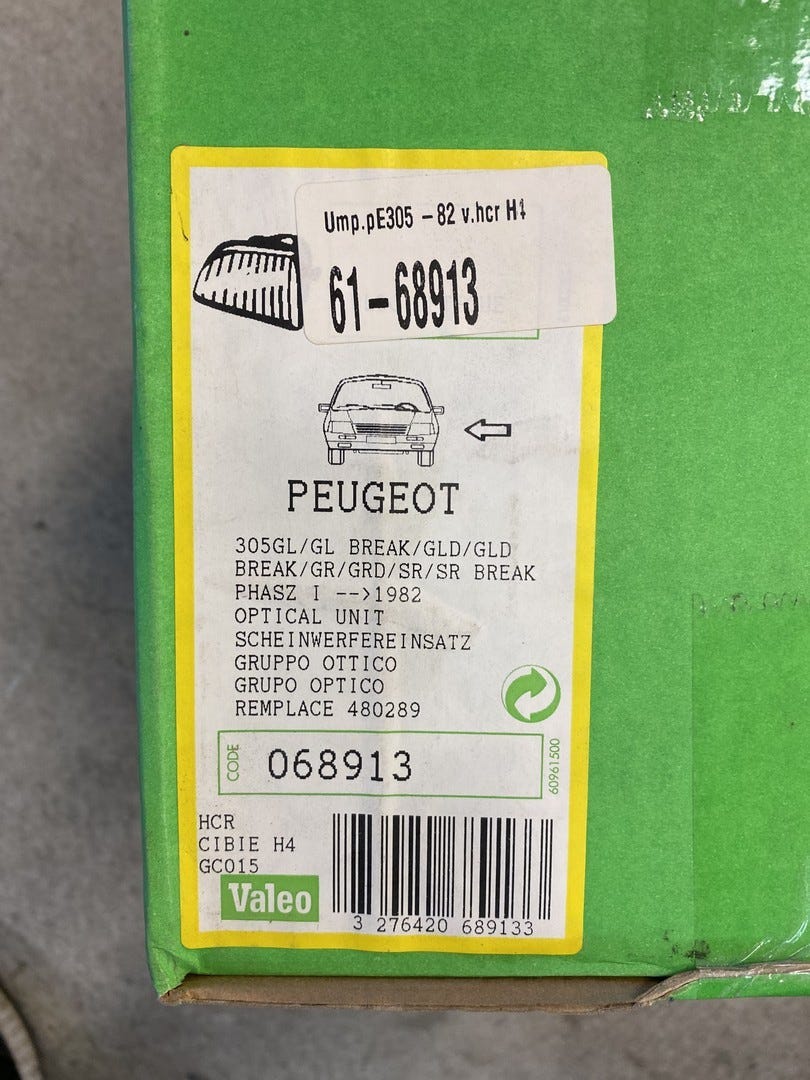 Ump.pE305 -82 v.hcr H4
61-68913
PEUGEOT
305GL/GL BREAK/GLD/GLD
BREAK/GR/GRD/SR/SR BREAK
PHASZ I -->1982
OPTICAL UNIT
SCHEINWERFEREINSATZ
GRUPPO OTTICO
GRUPO OPTICO
REMPLACE 480289
CODE 068913
60961500
HCR
CIBIE H4
GC015
Valeo
3 276420 689133